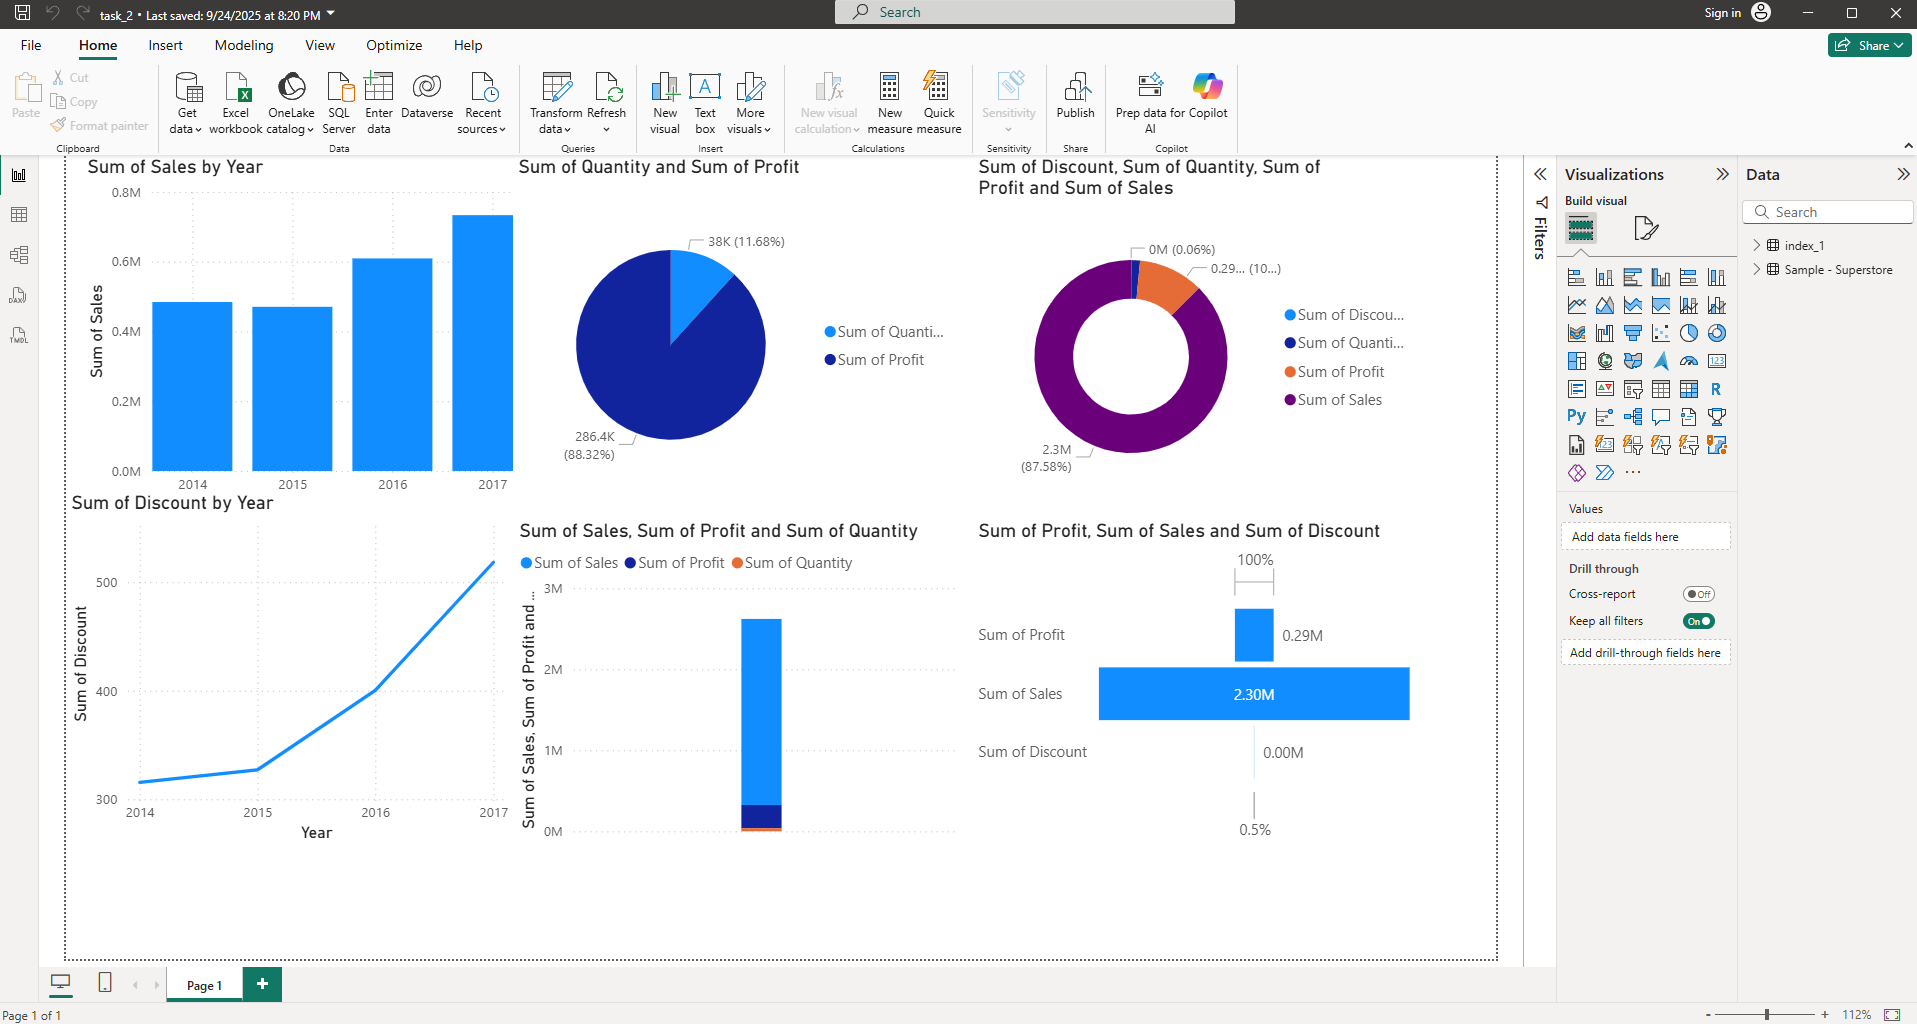 task_2 • Last saved: 9/24/2025 at 8:20 PM
Search
Sign in
File Home Insert Modeling View Optimize Help
Share
Paste
Cut
Copy
Format painter
Clipboard
Get data
Excel workbook
OneLake catalog
SQL Server
Enter data
Dataverse
Recent sources
Data
Transform data
Refresh
Queries
New visual
Text box
More visuals
Insert
New visual calculation
New measure
Quick measure
Calculations
Sensitivity
Sensitivity
Publish
Share
Prep data for AI
Copilot
Copilot
Sum of Sales by Year
0.8M
0.6M
0.4M
0.2M
0.0M
Sum of Sales
2014 2015 2016 2017
Sum of Quantity and Sum of Profit
38K (11.68%)
286.4K
(88.32%)
Sum of Quanti...
Sum of Profit
Sum of Discount, Sum of Quantity, Sum of
Profit and Sum of Sales
0M (0.06%)
0.29... (10...)
2.3M
(87.58%)
Sum of Discou...
Sum of Quanti...
Sum of Profit
Sum of Sales
Sum of Discount by Year
500
400
300
Sum of Discount
2014 2015 2016 2017
Year
Sum of Sales, Sum of Profit and Sum of Quantity
Sum of Sales Sum of Profit Sum of Quantity
3M
2M
1M
0M
Sum of Sales, Sum of Profit and ...
Sum of Profit, Sum of Sales and Sum of Discount
100%
Sum of Profit 0.29M
Sum of Sales 2.30M
Sum of Discount 0.00M
0.5%
Filters
Visualizations
Build visual
123
R
Py
123
...
Values
Add data fields here
Drill through
Cross-report Off
Keep all filters On
Add drill-through fields here
Data
Search
index_1
Sample - Superstore
DAX
TMDL
Page 1
+
Page 1 of 1
- + 112%